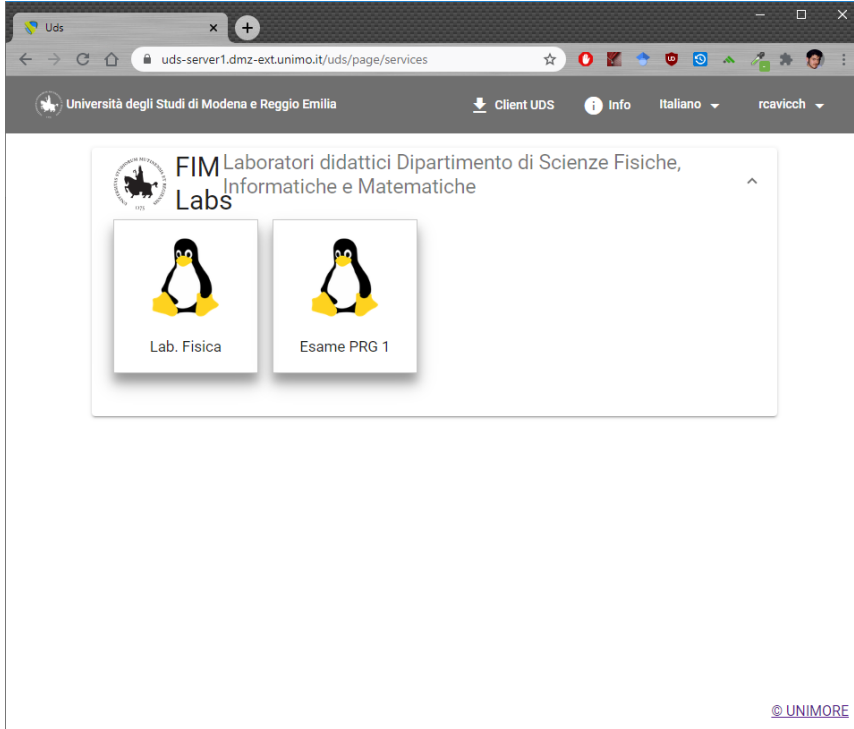 Uds
uds-server1.dmz-ext.unimo.it/uds/page/services
Università degli Studi di Modena e Reggio Emilia
Client UDS
Info
Italiano
rcavicch
FIM
Labs
Laboratori didattici Dipartimento di Scienze Fisiche,
Informatiche e Matematiche
1175
Lab. Fisica
Esame PRG 1
© UNIMORE